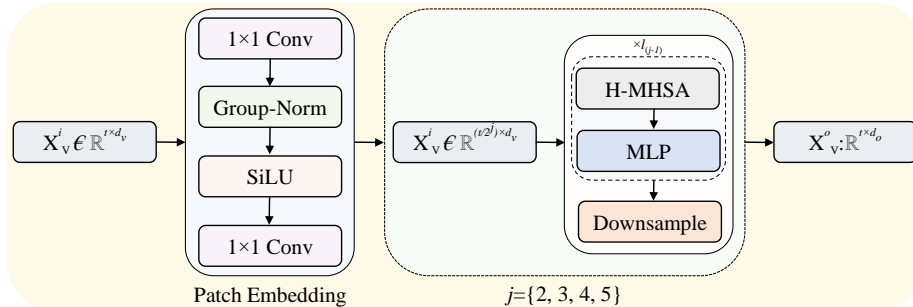 X_v^i ∈ ℝ^{t×d_v}
1×1 Conv
Group-Norm
SiLU
1×1 Conv
Patch Embedding
X_v^i ∈ ℝ^{(t/2^j)×d_v}
×l_{(j-1)}
H-MHSA
MLP
Downsample
j={2, 3, 4, 5}
X_v^o:ℝ^{t×d_o}